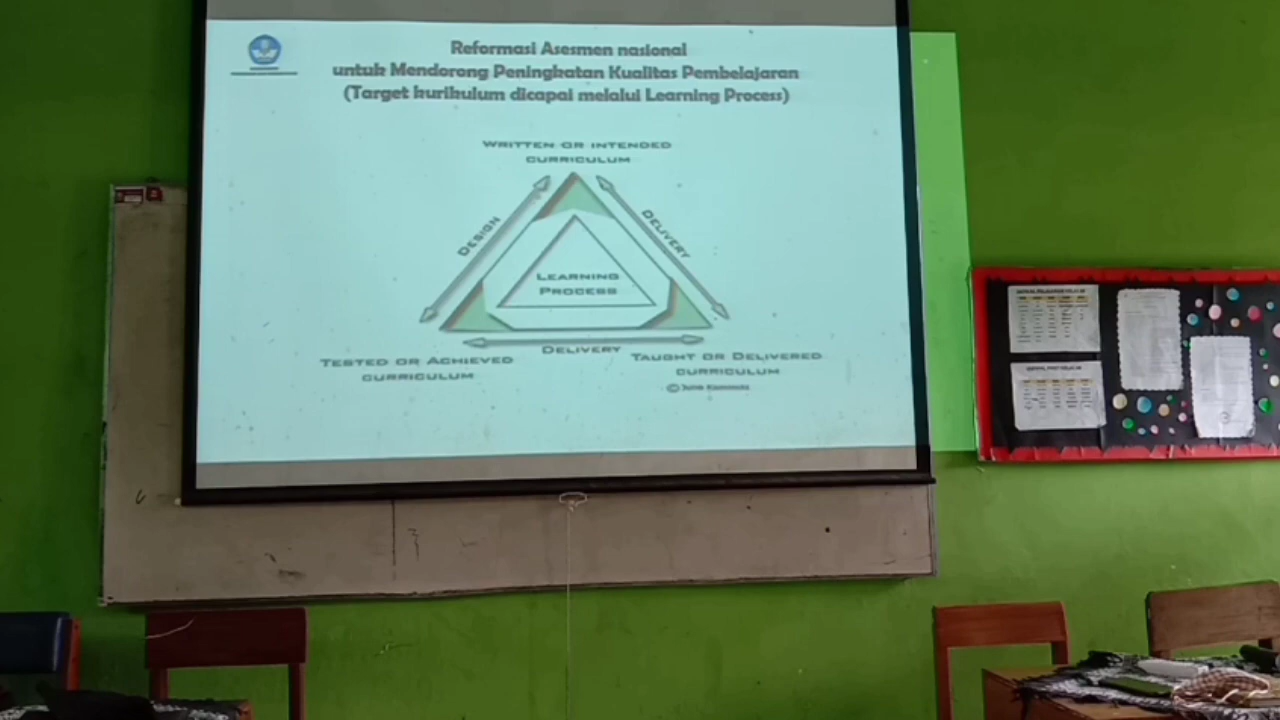 Reformasi Asesmen nasional
untuk Mendorong Peningkatan Kualitas Pembelajaran
(Target kurikulum dicapai melalui Learning Process)
WRITTEN OR INTENDED
CURRICULUM
DESIGN
DELIVERY
LEARNING
PROCESS
DELIVERY
TESTED OR ACHIEVED
CURRICULUM
TAUGHT OR DELIVERED
CURRICULUM
©